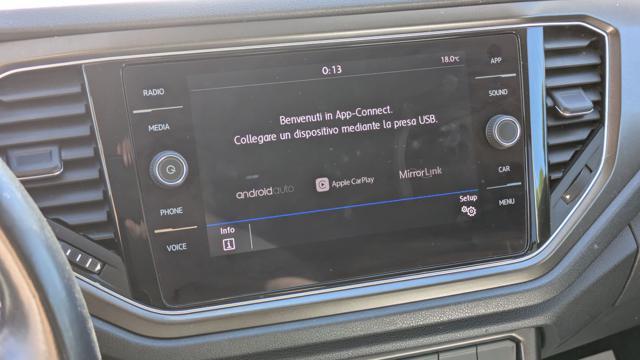 0:13
18.0°C
RADIO
MEDIA
PHONE
VOICE
Benvenuti in App-Connect.
Collegare un dispositivo mediante la presa USB.
androidauto
Apple CarPlay
MirrorLink
Info
Setup
APP
SOUND
CAR
MENU